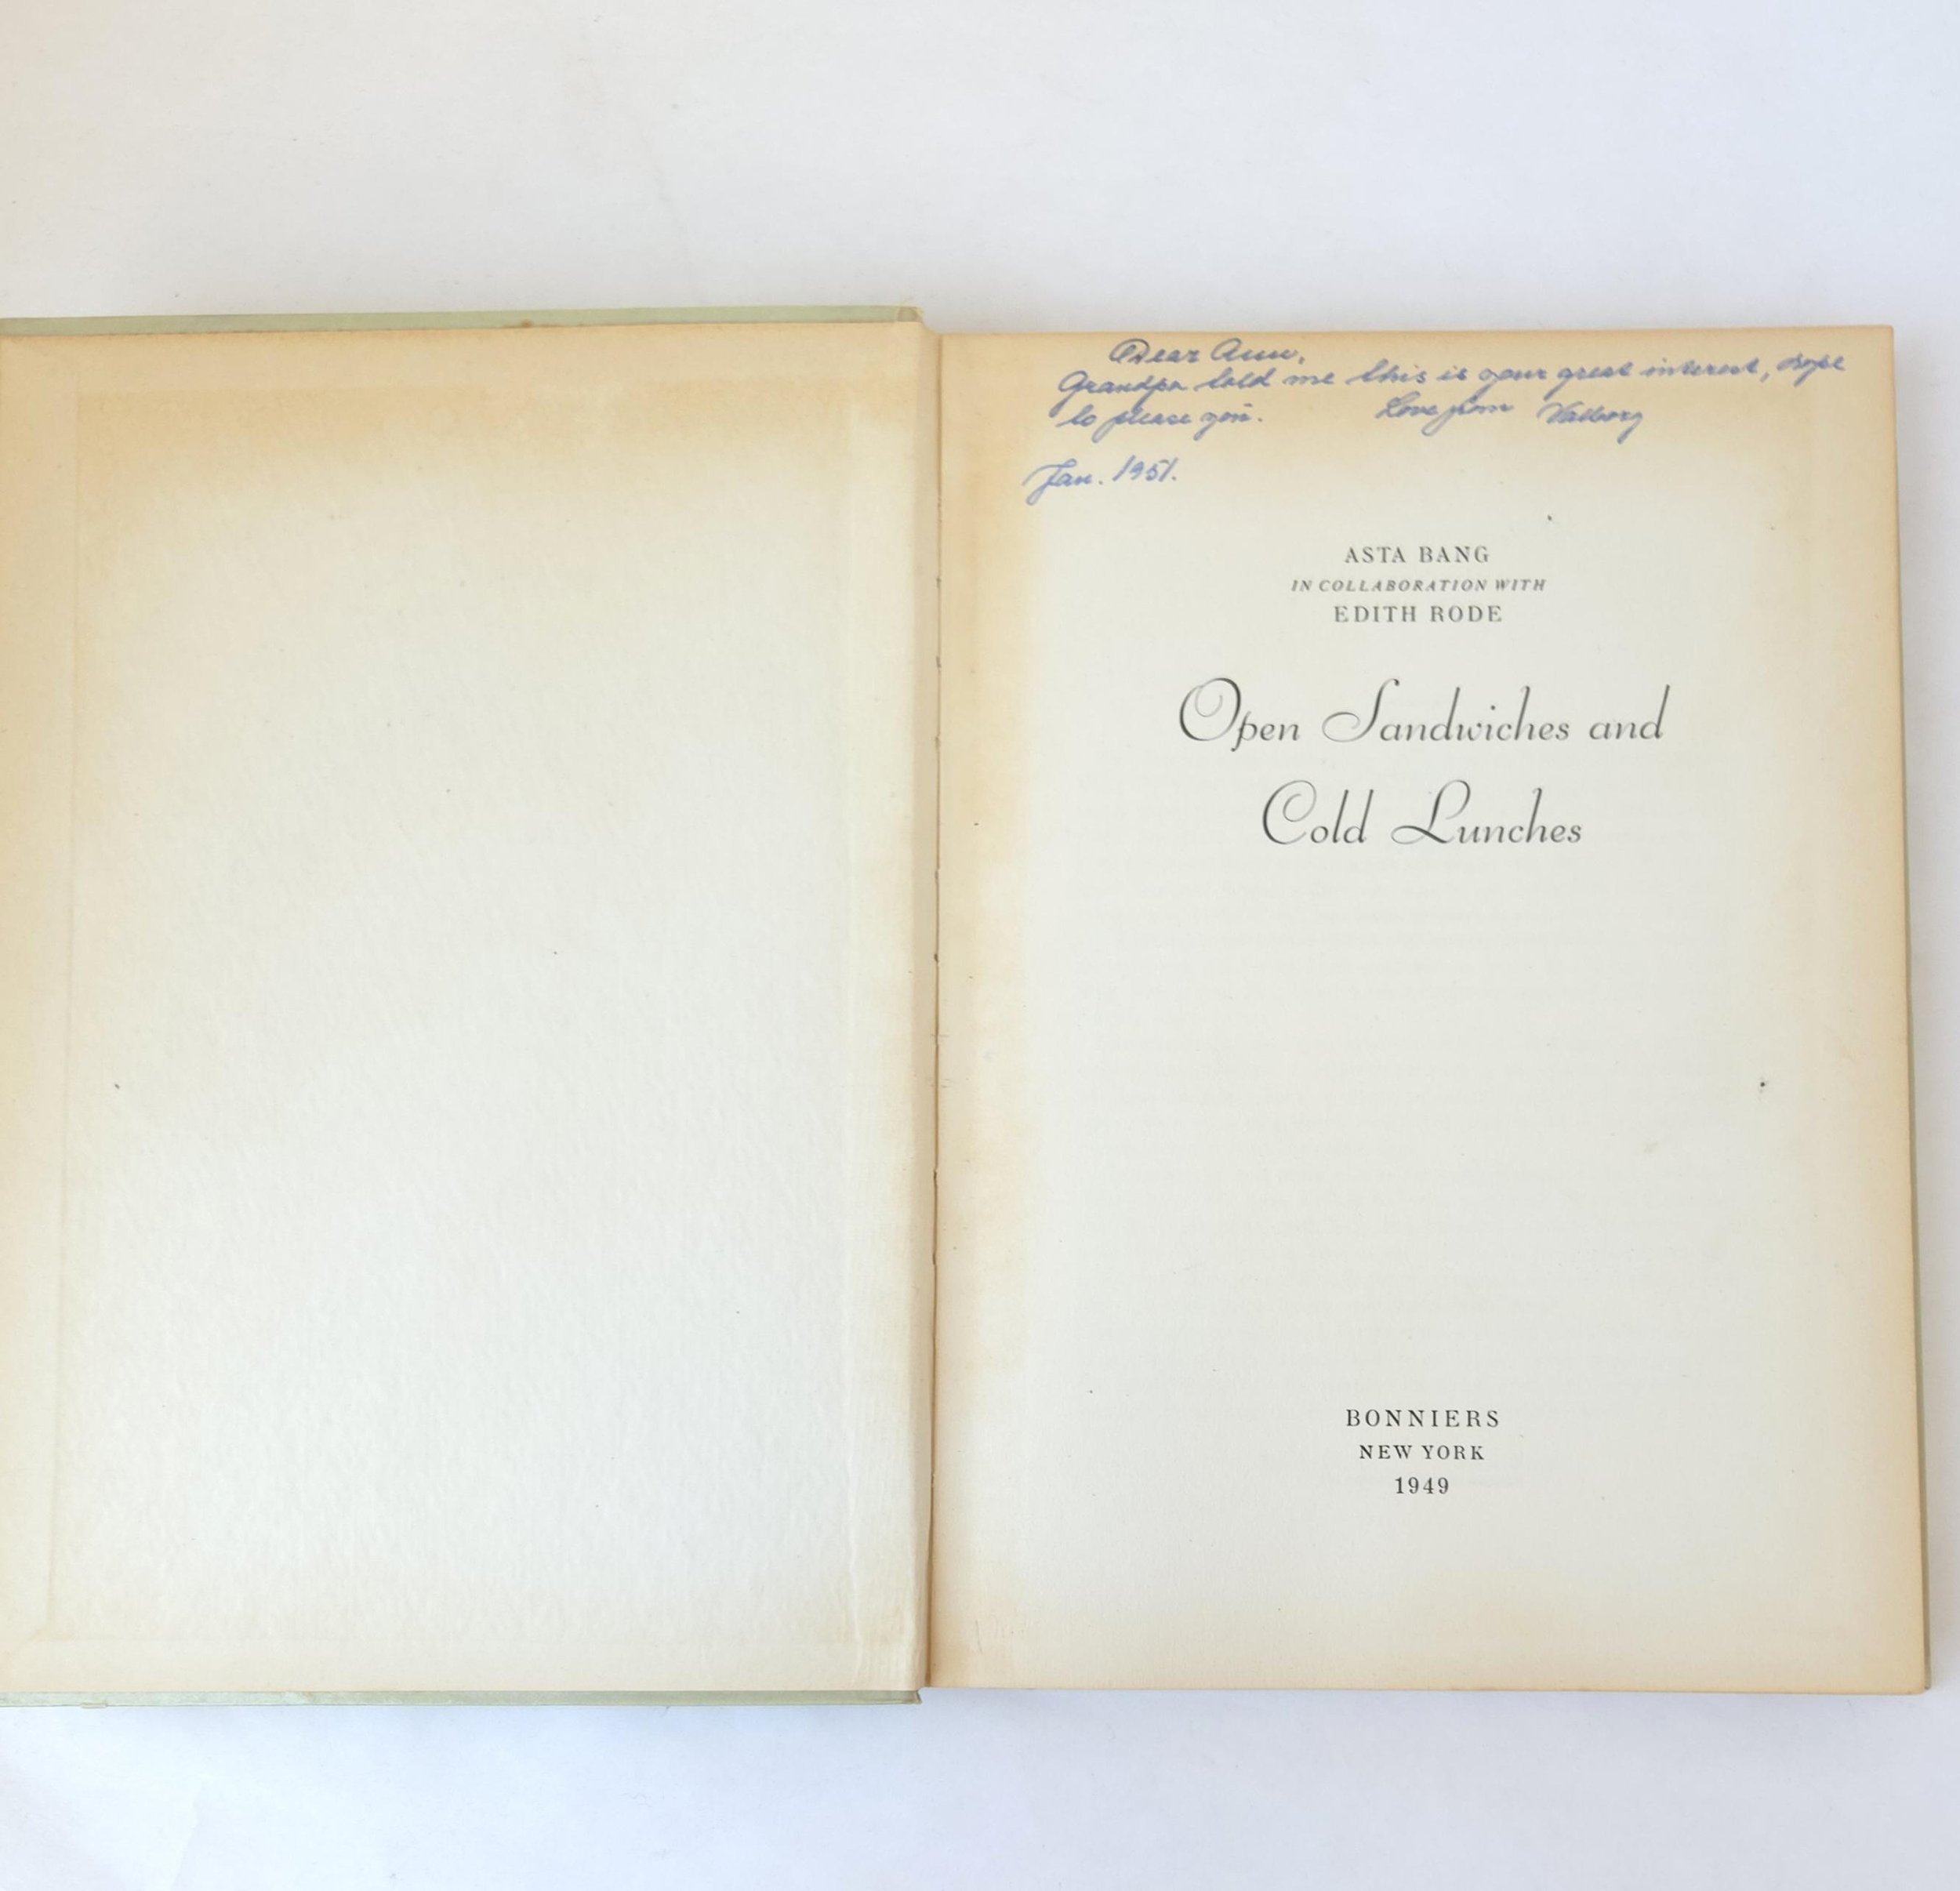 Dear Ann,
Grandpa told me this is your great interest, hope
to please you. Love from Valborg
Jan. 1951.
ASTA BANG
IN COLLABORATION WITH
EDITH RODE
Open Sandwiches and
Cold Lunches
BONNIERS
NEW YORK
1949